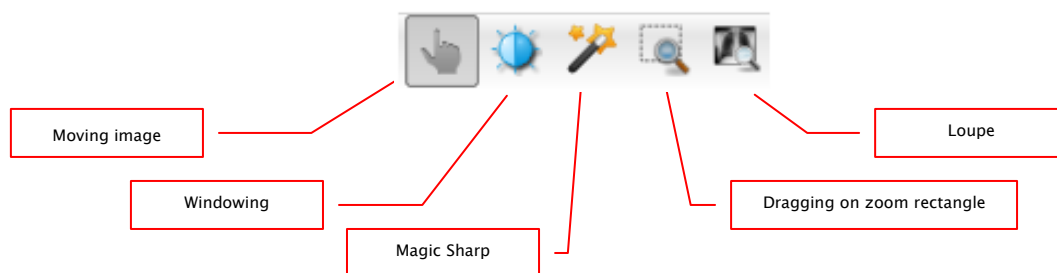 Moving image
Loupe
Windowing
Dragging on zoom rectangle
Magic Sharp